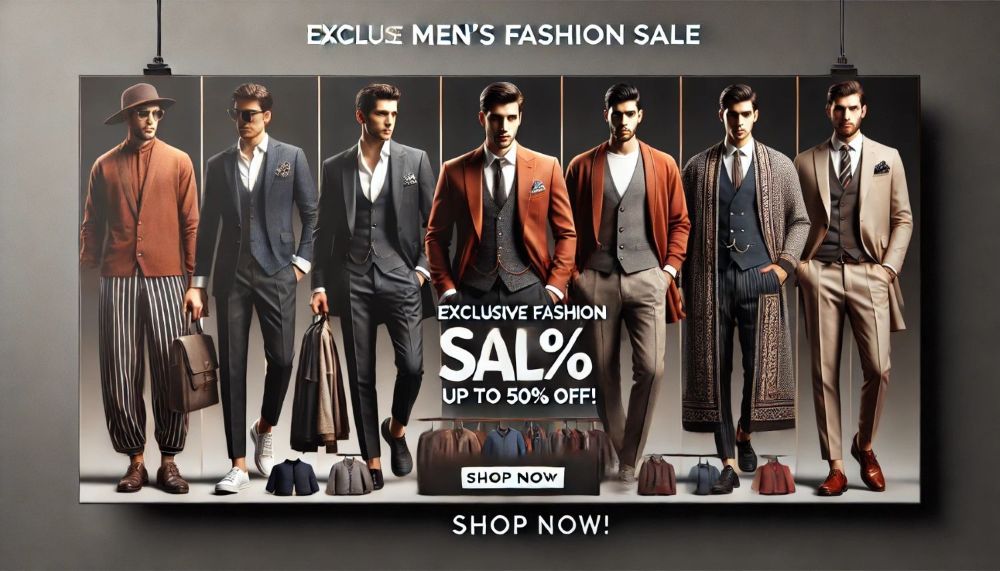 EXCLUSE MEN'S FASHION SALE
EXCLUSIVE FASHION
SAL%
UP TO 50% OFF!
SHOP NOW
SHOP NOW!